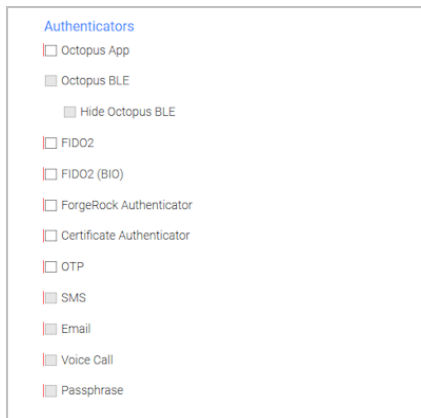 Authenticators
Octopus App
Octopus BLE
Hide Octopus BLE
FIDO2
FIDO2 (BIO)
ForgeRock Authenticator
Certificate Authenticator
OTP
SMS
Email
Voice Call
Passphrase